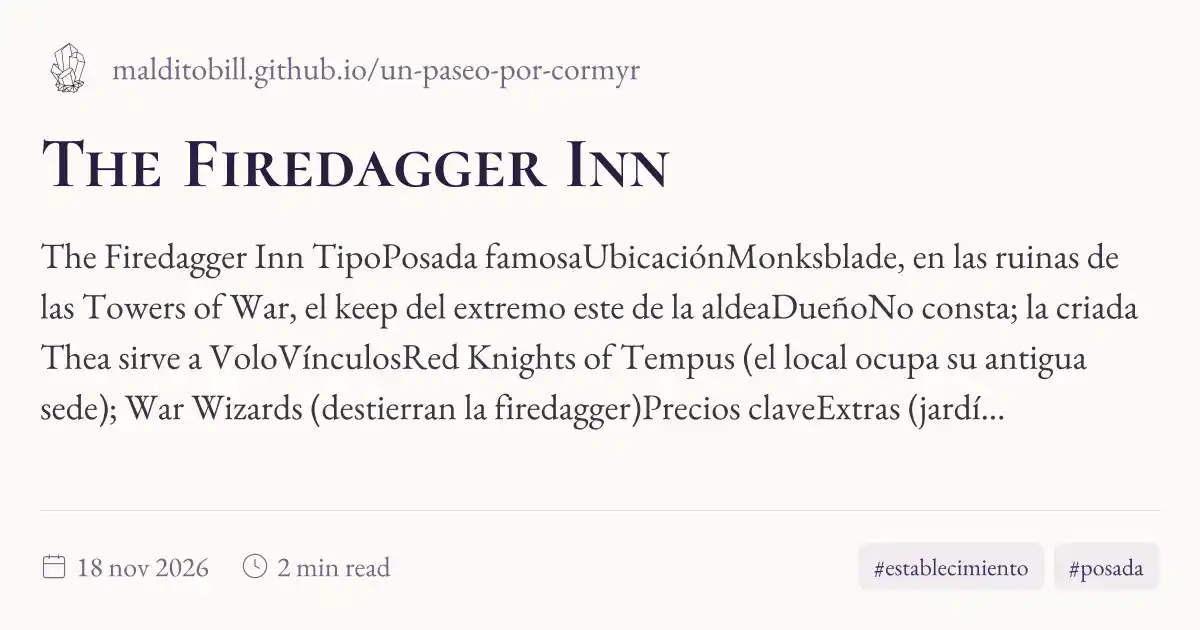 malditobill.github.io/un-paseo-por-cormyr
The Firedagger Inn
The Firedagger Inn TipoPosada famosaUbicaciónMonksblade, en las ruinas de
las Towers of War, el keep del extremo este de la aldeaDueñoNo consta; la criada
Thea sirve a VoloVínculosRed Knights of Tempus (el local ocupa su antigua
sede); War Wizards (destierran la firedagger)Precios claveExtras (jardí...
18 nov 2026 2 min read #establecimiento #posada